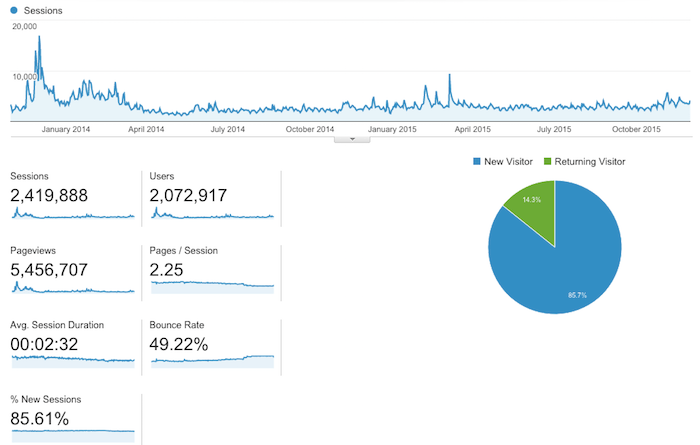 Sessions
20,000
10,000
January 2014 April 2014 July 2014 October 2014 January 2015 April 2015 July 2015 October 2015
New Visitor Returning Visitor
Sessions Users
2,419,888 2,072,917
Pageviews Pages / Session
5,456,707 2.25
Avg. Session Duration Bounce Rate
00:02:32 49.22%
% New Sessions
85.61%
14.3%
85.7%